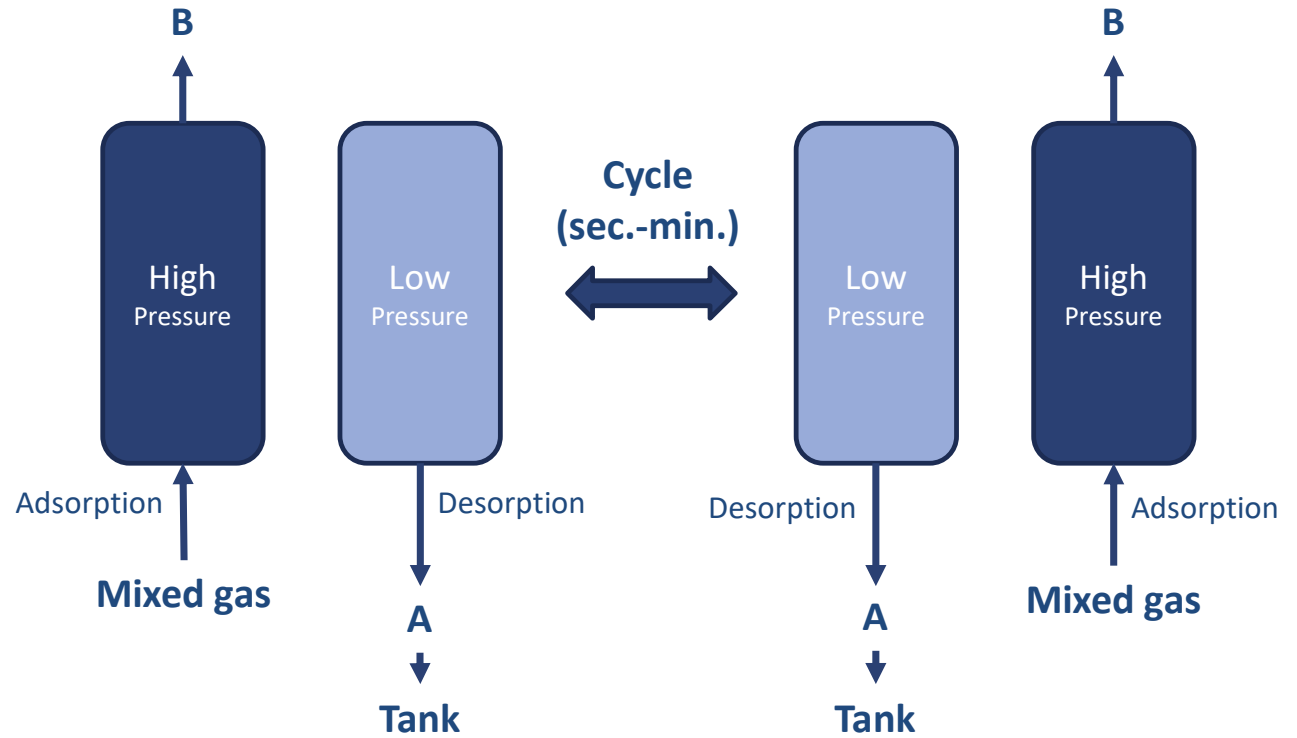 B
B
Cycle
(sec.-min.)
High
Pressure
Low
Pressure
Low
Pressure
High
Pressure
Adsorption
Desorption
Desorption
Adsorption
Mixed gas
A
A
Mixed gas
Tank
Tank